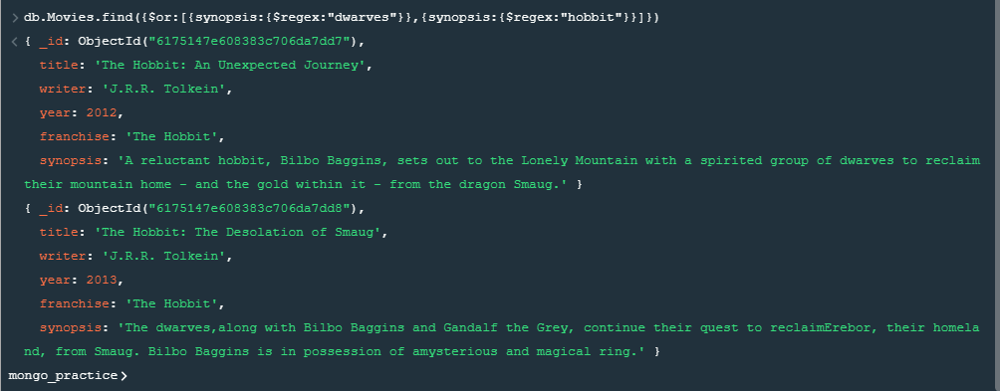 > db.Movies.find({$or:[{synopsis:{$regex:"dwarves"}},{synopsis:{$regex:"hobbit"}}]})
< { _id: ObjectId("6175147e608383c706da7dd7"),
title: 'The Hobbit: An Unexpected Journey',
writer: 'J.R.R. Tolkein',
year: 2012,
franchise: 'The Hobbit',
synopsis: 'A reluctant hobbit, Bilbo Baggins, sets out to the Lonely Mountain with a spirited group of dwarves to reclaim
their mountain home - and the gold within it - from the dragon Smaug.' }
{ _id: ObjectId("6175147e608383c706da7dd8"),
title: 'The Hobbit: The Desolation of Smaug',
writer: 'J.R.R. Tolkein',
year: 2013,
franchise: 'The Hobbit',
synopsis: 'The dwarves,along with Bilbo Baggins and Gandalf the Grey, continue their quest to reclaimErebor, their homela
nd, from Smaug. Bilbo Baggins is in possession of amysterious and magical ring.' }
mongo_practice>